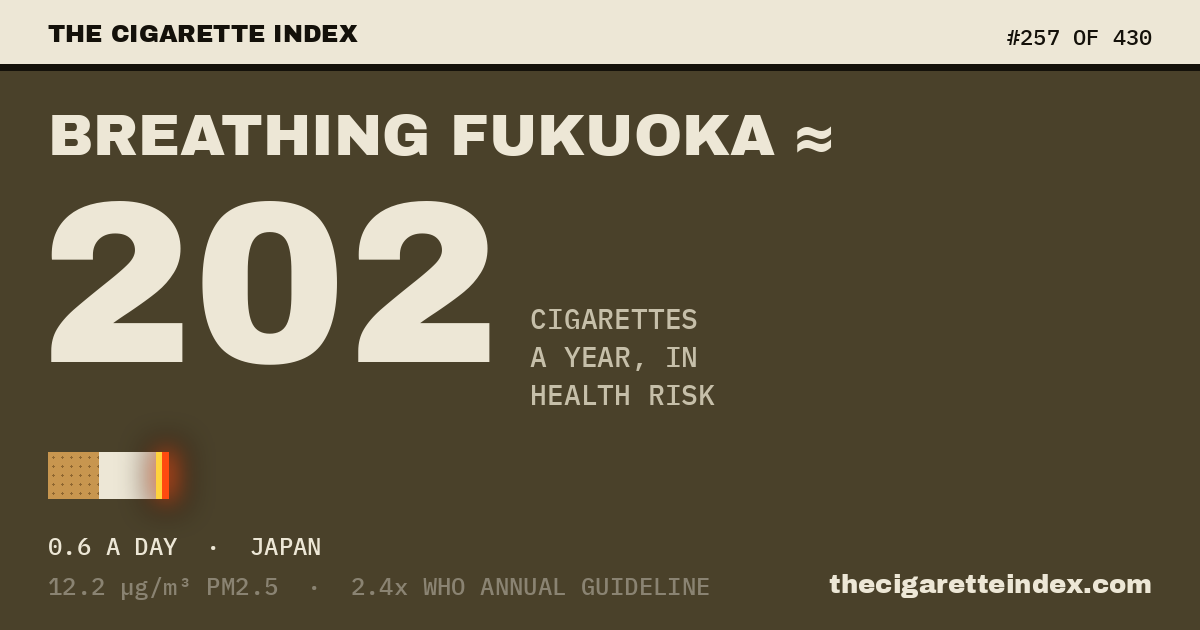 THE CIGARETTE INDEX
#257 OF 430
BREATHING FUKUOKA ≈
202
CIGARETTES
A YEAR, IN
HEALTH RISK
0.6 A DAY · JAPAN
12.2 µg/m³ PM2.5 · 2.4x WHO ANNUAL GUIDELINE
thecigaretteindex.com